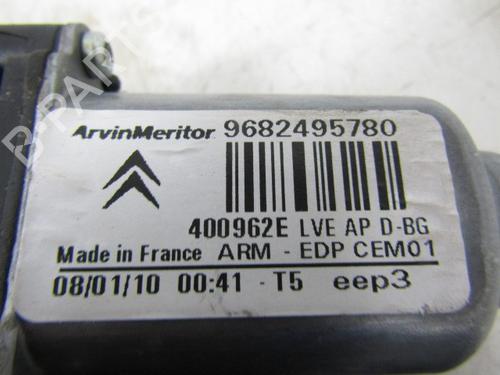 B-PARTS
ArvinMeritor 9682495780
400962E LVE AP D-BG
Made in France ARM - EDP CEM01
08/01/10 00:41 - T5 eep3